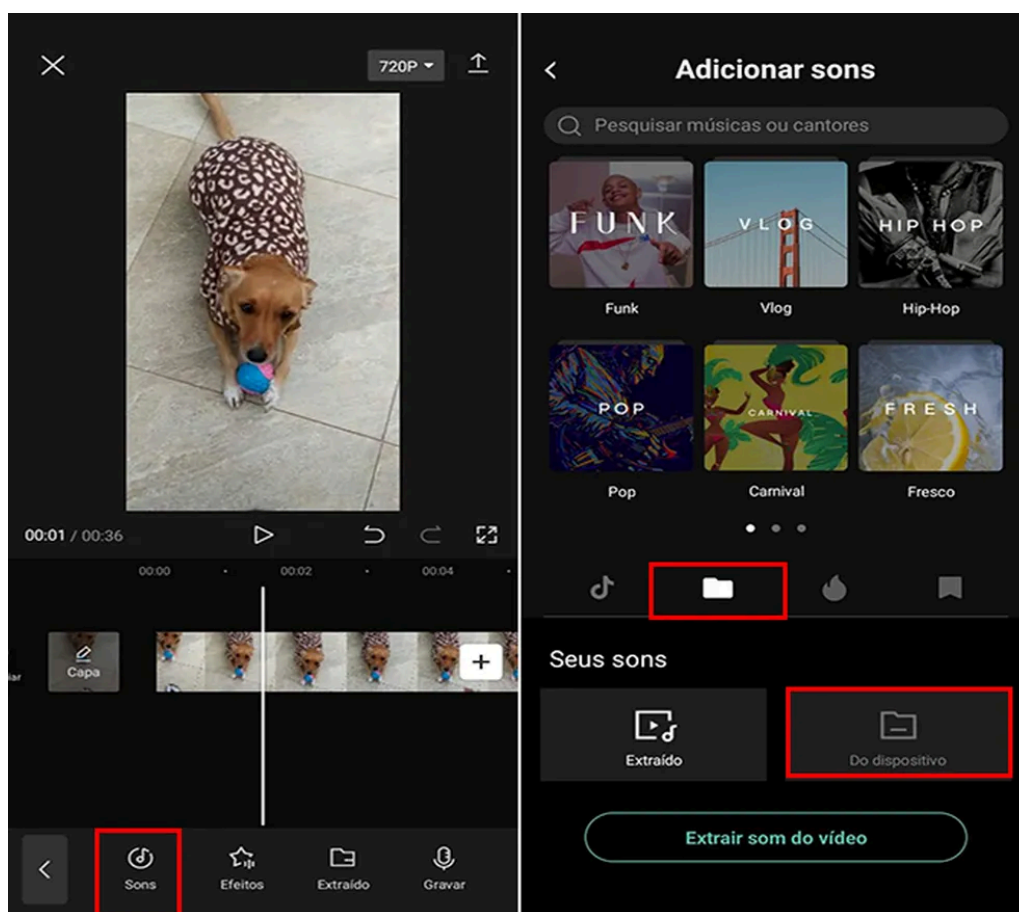 720P
00:01 / 00:36
00:00
00:02
00:04
Capa
Sons
Efeitos
Extraído
Gravar
Adicionar sons
Pesquisar músicas ou cantores
FUNK
VLOG
HIP HOP
Funk
Vlog
Hip-Hop
POP
CARNIVAL
FRESH
Pop
Carnival
Fresco
Seus sons
Extraído
Do dispositivo
Extrair som do vídeo